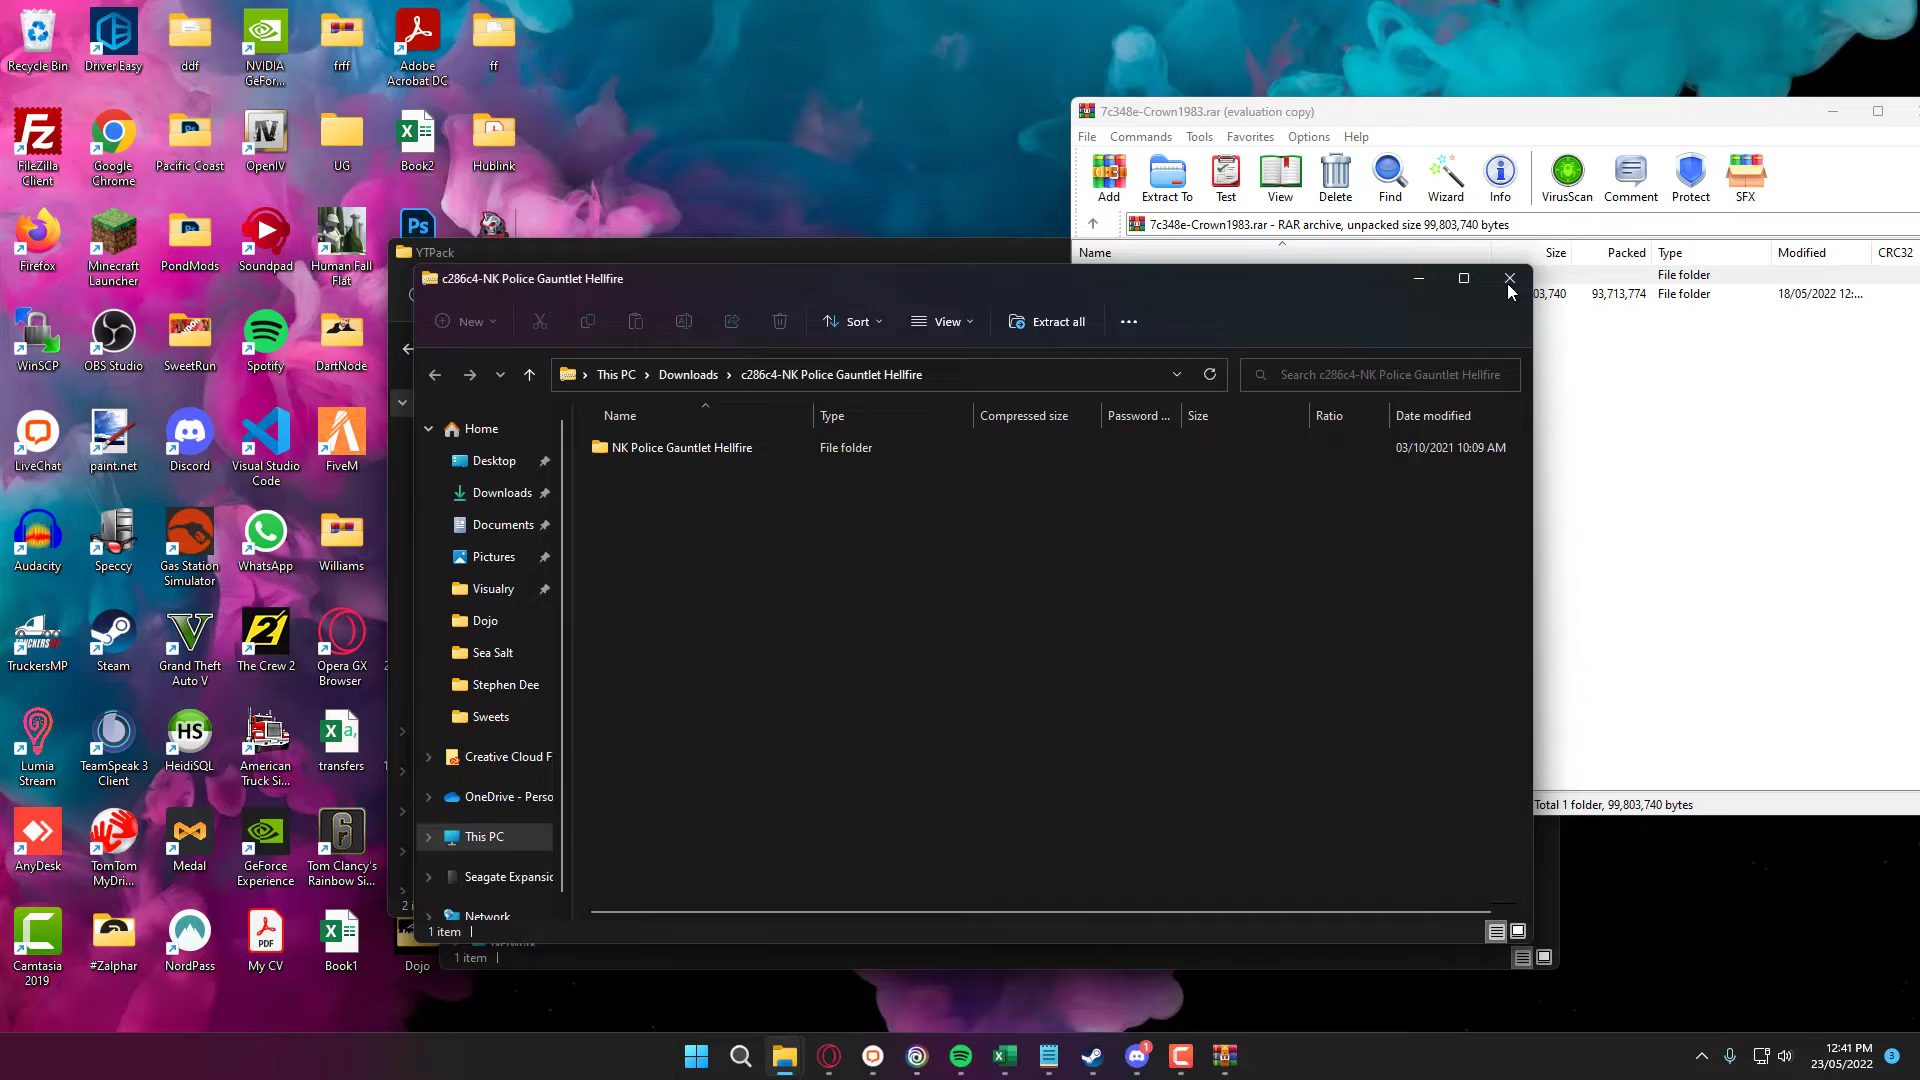 Recycle Bin
Driver Easy
ddf
NVIDIA
GeFor...
frff
Adobe
Acrobat DC
ff
FileZilla
Client
Google
Chrome
Pacific Coast
OpenIV
UG
Book2
Hublink
Firefox
Minecraft
Launcher
PondMods
Soundpad
Human Fall
Flat
WinSCP
OBS Studio
SweetRun
Spotify
DartNode
LiveChat
paint.net
Discord
Visual Studio
Code
FiveM
Audacity
Speccy
Gas Station
Simulator
WhatsApp
Williams
TruckersMP
Steam
Grand Theft
Auto V
The Crew 2
Opera GX
Browser
Lumia
Stream
TeamSpeak 3
Client
HeidiSQL
American
Truck Si...
transfers
AnyDesk
TomTom
MyDri...
Medal
GeForce
Experience
Tom Clancy's
Rainbow Si...
Camtasia
2019
#Zalphar
NordPass
My CV
Book1
Dojo
7c348e-Crown1983.rar (evaluation copy)
File Commands Tools Favorites Options Help
Add Extract To Test View Delete Find Wizard Info VirusScan Comment Protect SFX
7c348e-Crown1983.rar - RAR archive, unpacked size 99,803,740 bytes
Name Size Packed Type Modified CRC32
File folder
03,740 93,713,774 File folder 18/05/2022 12:...
Total 1 folder, 99,803,740 bytes
YTPack
c286c4-NK Police Gauntlet Hellfire
New Sort View Extract all
This PC Downloads c286c4-NK Police Gauntlet Hellfire
Search c286c4-NK Police Gauntlet Hellfire
Name Type Compressed size Password ... Size Ratio Date modified
NK Police Gauntlet Hellfire File folder 03/10/2021 10:09 AM
Home
Desktop
Downloads
Documents
Pictures
Visualry
Dojo
Sea Salt
Stephen Dee
Sweets
Creative Cloud F
OneDrive - Perso
This PC
Seagate Expansic
Network
1 item
2 i
Network
1 item
1
12:41 PM
23/05/2022
3